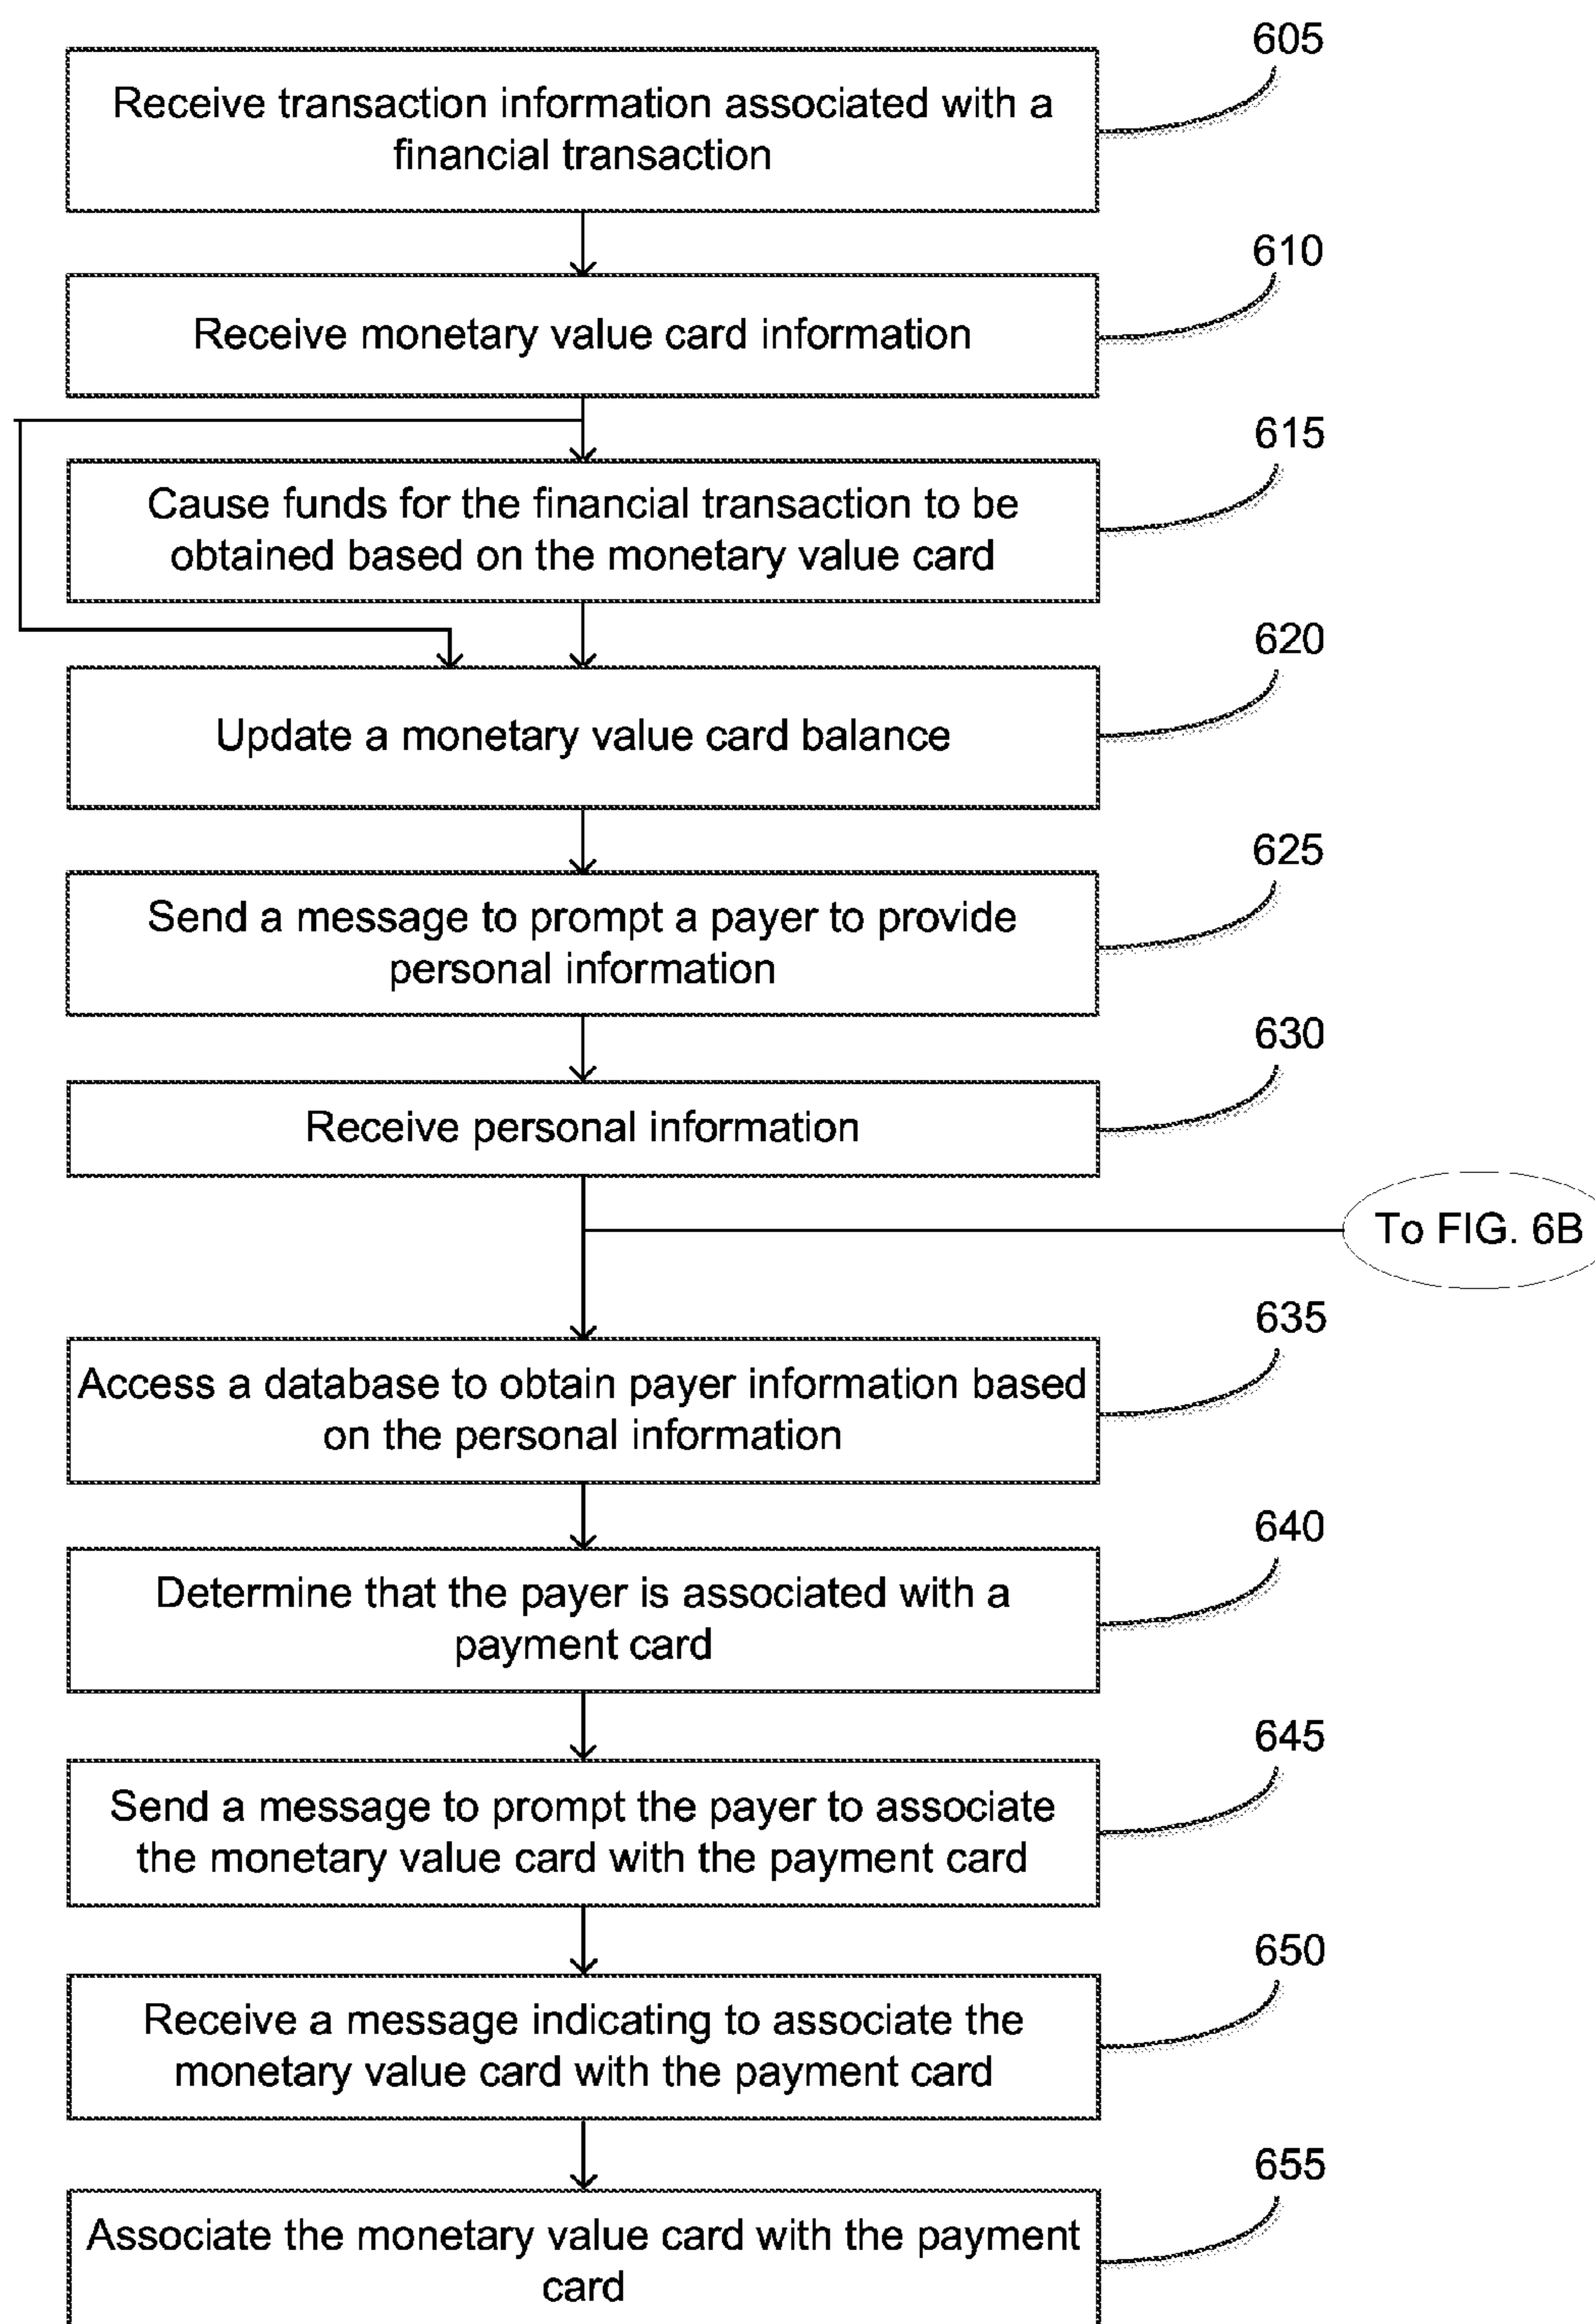 605
Receive transaction information associated with a
financial transaction
610
Receive monetary value card information
615
Cause funds for the financial transaction to be
obtained based on the monetary value card
620
Update a monetary value card balance
625
Send a message to prompt a payer to provide
personal information
630
Receive personal information
To FIG. 6B
635
Access a database to obtain payer information based
on the personal information
640
Determine that the payer is associated with a
payment card
645
Send a message to prompt the payer to associate
the monetary value card with the payment card
650
Receive a message indicating to associate the
monetary value card with the payment card
655
Associate the monetary value card with the payment
card